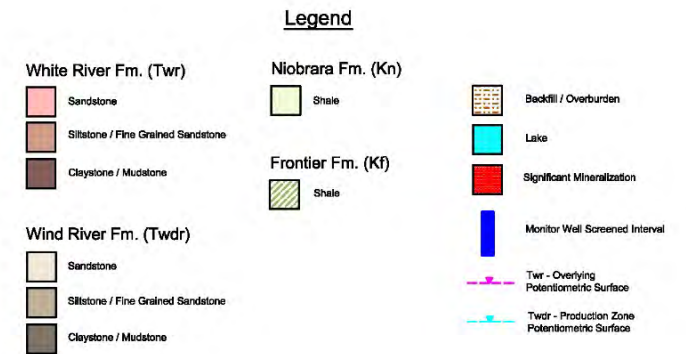 Legend
White River Fm. (Twr)
Sandstone
Siltstone / Fine Grained Sandstone
Claystone / Mudstone
Wind River Fm. (Twdr)
Sandstone
Siltstone / Fine Grained Sandstone
Claystone / Mudstone
Niobrara Fm. (Kn)
Shale
Frontier Fm. (Kf)
Shale
Backfill / Overburden
Lake
Significant Mineralization
Monitor Well Screened Interval
Twr - Overlying
Potentiometric Surface
Twdr - Production Zone
Potentiometric Surface